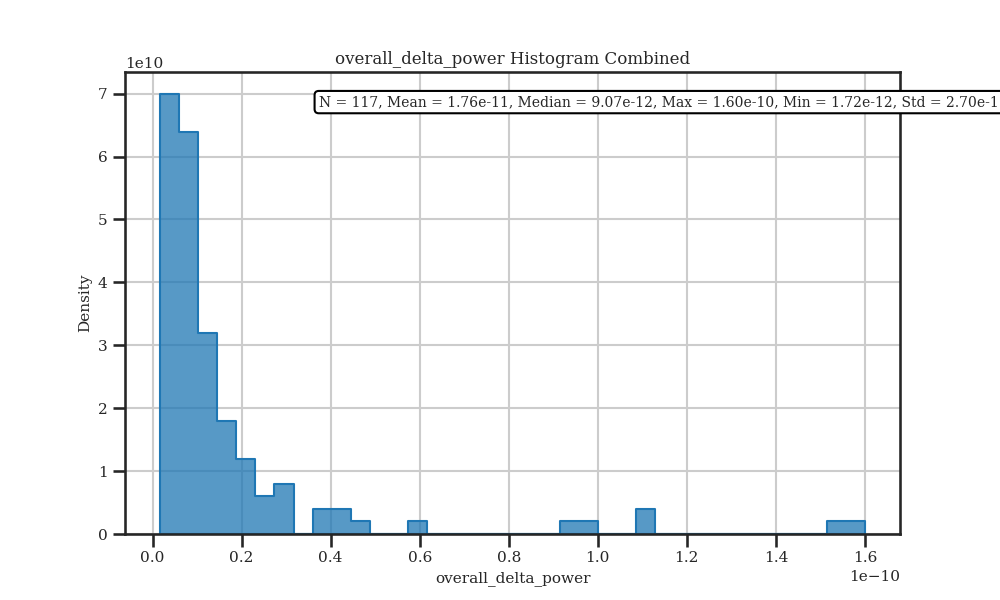 overall_delta_power Histogram Combined
1e10
N = 117, Mean = 1.76e-11, Median = 9.07e-12, Max = 1.60e-10, Min = 1.72e-12, Std = 2.70e-1
7
6
5
4
3
2
1
0
Density
0.0 0.2 0.4 0.6 0.8 1.0 1.2 1.4 1.6
1e−10
overall_delta_power